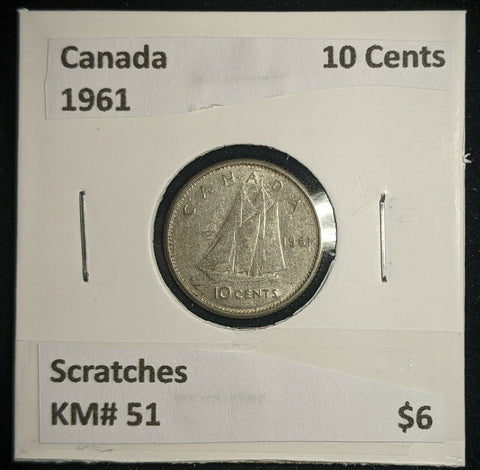 Canada 10 Cents
1961
CANADA
1961
10 CENTS
Scratches
KM# 51 $6